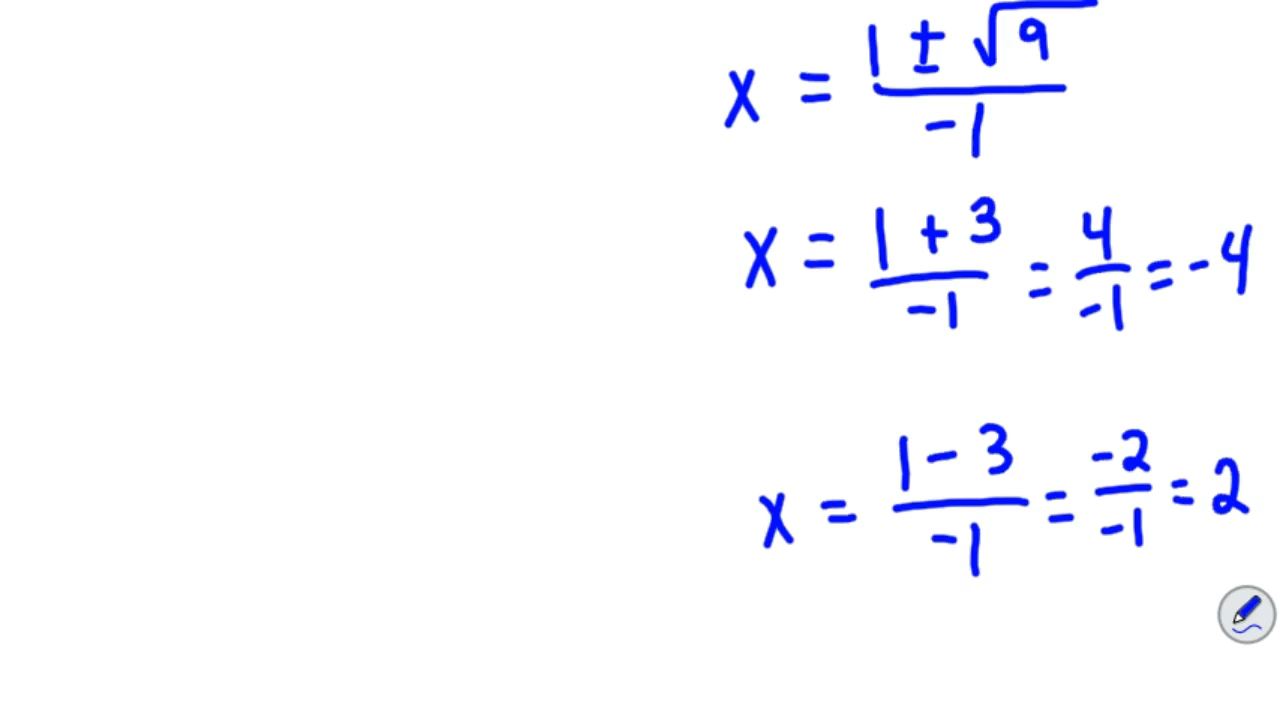 x = (1 ± √9) / -1
x = (1 + 3) / -1 = 4 / -1 = -4
x = (1 - 3) / -1 = -2 / -1 = 2